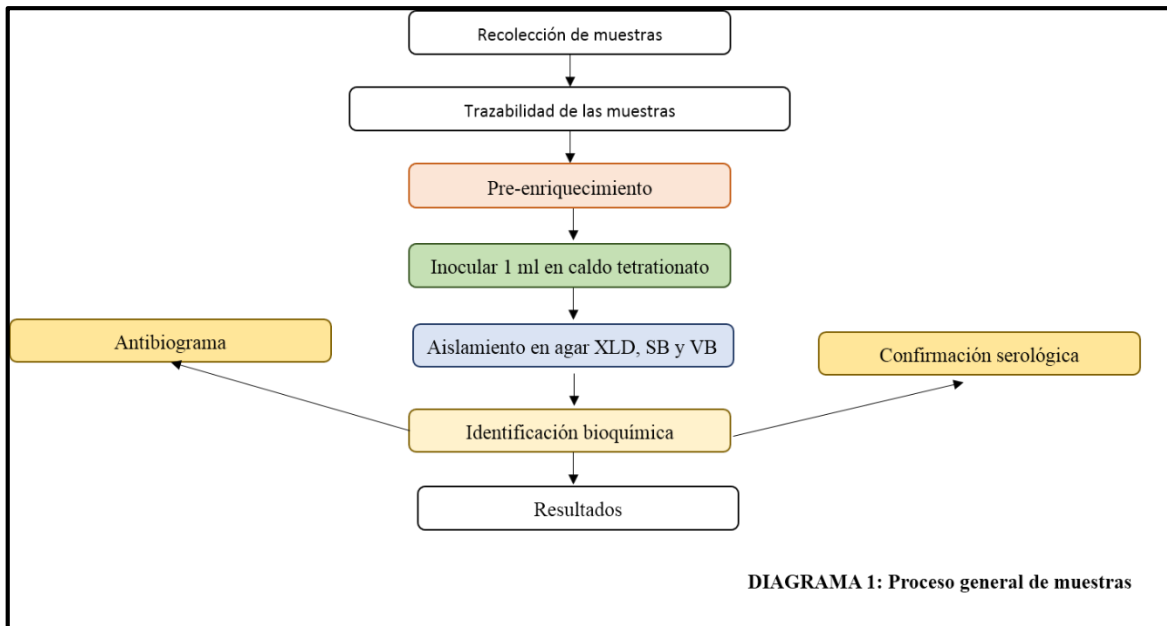 Recolección de muestras
Trazabilidad de las muestras
Pre-enriquecimiento
Inocular 1 ml en caldo tetrationato
Antibiograma
Aislamiento en agar XLD, SB y VB
Confirmación serológica
Identificación bioquímica
Resultados
DIAGRAMA 1: Proceso general de muestras